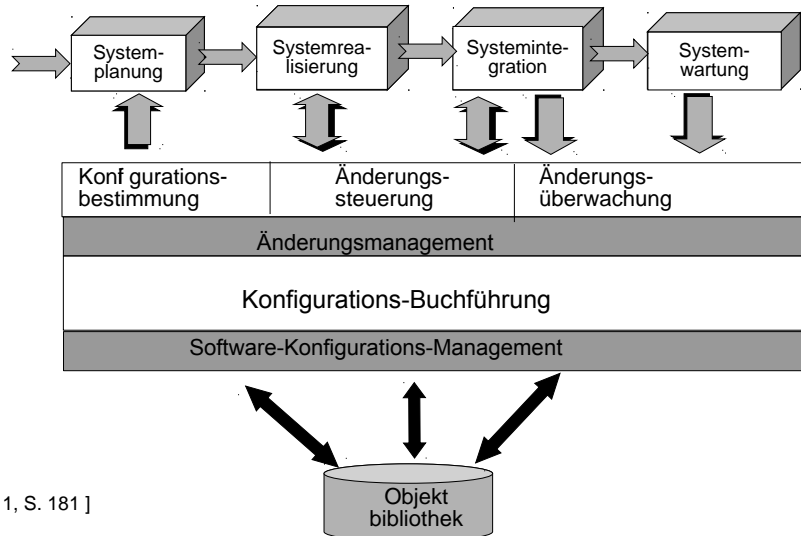 System-
planung
Systemrea-
lisierung
Systeminte-
gration
System-
wartung
Konf gurations-
bestimmung
Änderungs-
steuerung
Änderungs-
überwachung
Änderungsmanagement
Konfigurations-Buchführung
Software-Konfigurations-Management
Objekt
bibliothek
1, S. 181 ]